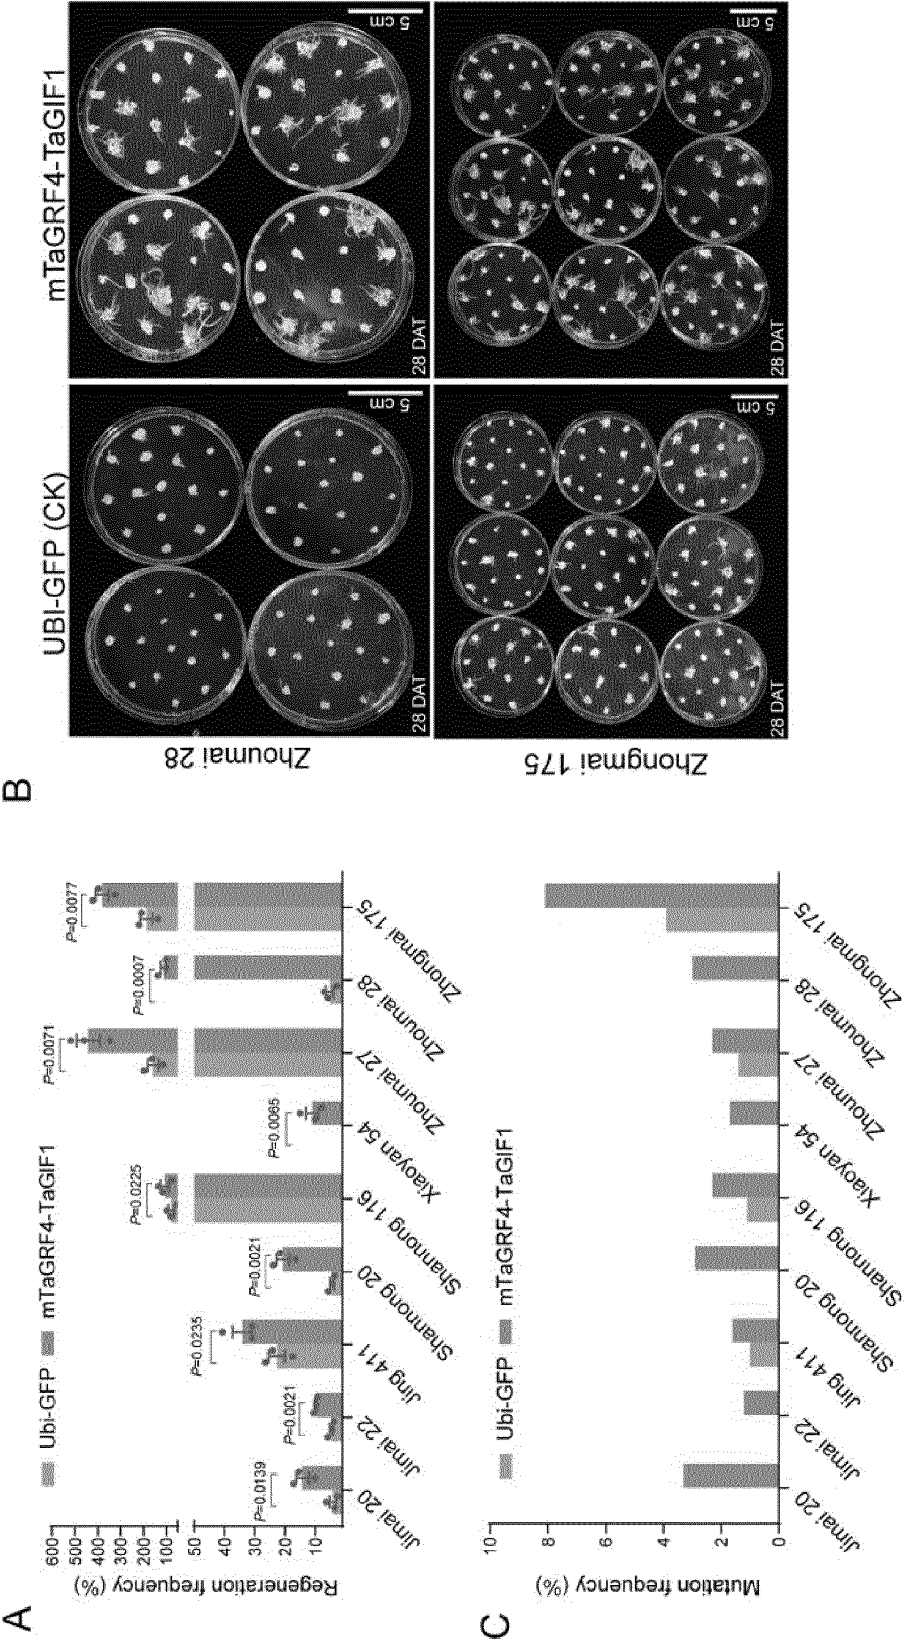 A
Ubi-GFP mTaGRF4-TaGIF1
Regeneration frequency (%)
600
500
400
300
200
100
50
40
30
20
10
P=0.0139
P=0.0021
P=0.0235
P=0.0021
P=0.0225
P=0.0065
P=0.0071
P=0.0007
P=0.0077
Jimai 20
Jimai 22
Jing 411
Shannong 20
Shannong 116
Xiaoyan 54
Zhoumai 27
Zhoumai 28
Zhongmai 175
B
UBI-GFP (CK)
mTaGRF4-TaGIF1
Zhoumai 28
28 DAT
5 cm
28 DAT
5 cm
Zhongmai 175
28 DAT
5 cm
28 DAT
5 cm
C
Ubi-GFP mTaGRF4-TaGIF1
Mutation frequency (%)
10
8
6
4
2
0
Jimai 20
Jimai 22
Jing 411
Shannong 20
Shannong 116
Xiaoyan 54
Zhoumai 27
Zhoumai 28
Zhongmai 175